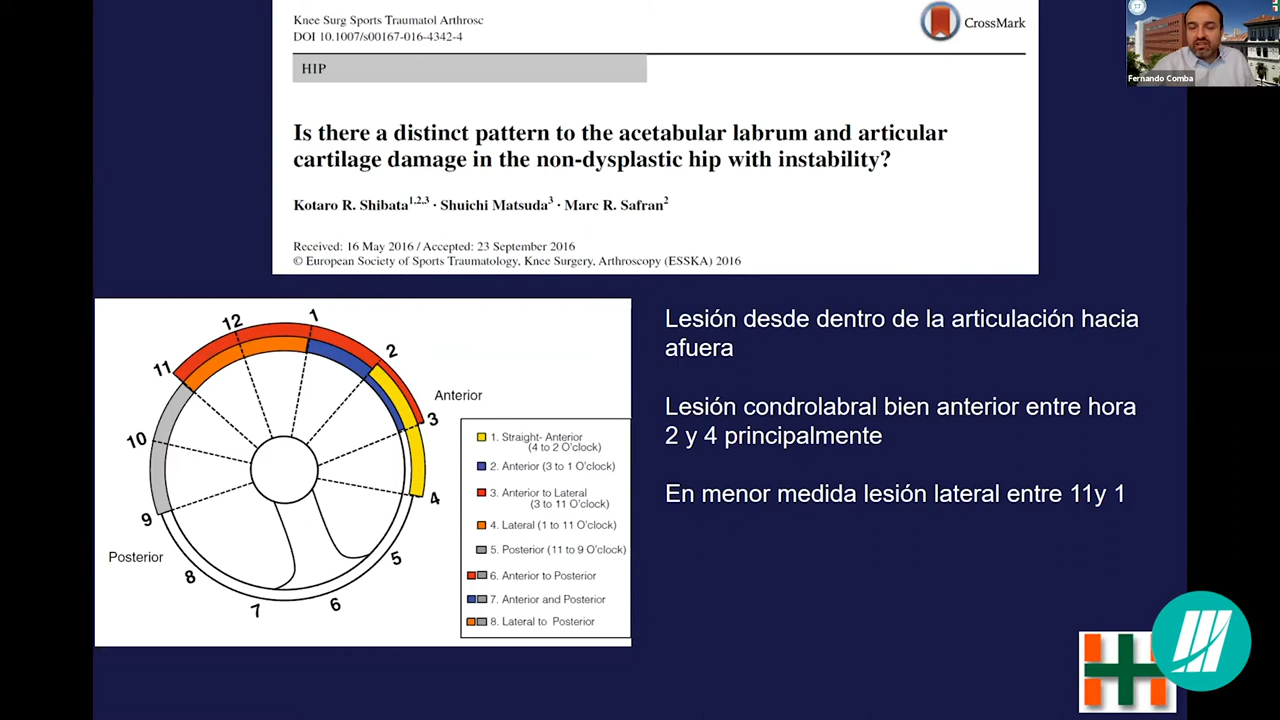 Knee Surg Sports Traumatol Arthrosc
DOI 10.1007/s00167-016-4342-4
CrossMark
HIP
Is there a distinct pattern to the acetabular labrum and articular
cartilage damage in the non-dysplastic hip with instability?
Kotaro R. Shibata1,2,3 · Shuichi Matsuda3 · Marc R. Safran2
Received: 16 May 2016 / Accepted: 23 September 2016
© European Society of Sports Traumatology, Knee Surgery, Arthroscopy (ESSKA) 2016
Fernando Comba
12
1
2
11
3
10
4
9
8
5
7
6
Anterior
Posterior
1. Straight- Anterior
(4 to 2 O'clock)
2. Anterior (3 to 1 O'clock)
3. Anterior to Lateral
(3 to 11 O'clock)
4. Lateral (1 to 11 O'clock)
5. Posterior (11 to 9 O'clock)
6. Anterior to Posterior
7. Anterior and Posterior
8. Lateral to Posterior
Lesión desde dentro de la articulación hacia
afuera
Lesión condrolabral bien anterior entre hora
2 y 4 principalmente
En menor medida lesión lateral entre 11y 1